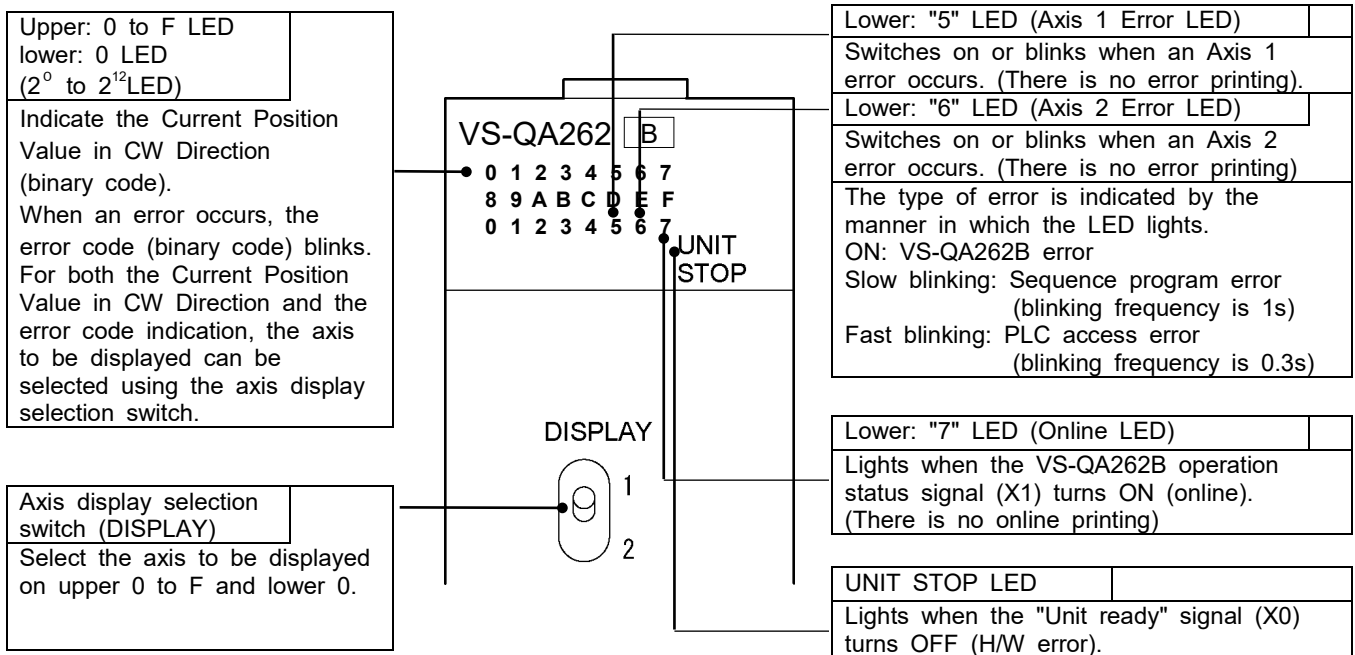 Upper: 0 to F LED
lower: 0 LED
(2⁰ to 2¹²LED)
Indicate the Current Position
Value in CW Direction
(binary code).
When an error occurs, the
error code (binary code) blinks.
For both the Current Position
Value in CW Direction and the
error code indication, the axis
to be displayed can be
selected using the axis display
selection switch.
Axis display selection
switch (DISPLAY)
Select the axis to be displayed
on upper 0 to F and lower 0.
VS-QA262 B
0 1 2 3 4 5 6 7
8 9 A B C D E F
0 1 2 3 4 5 6 7
UNIT
STOP
DISPLAY
1
2
Lower: "5" LED (Axis 1 Error LED)
Switches on or blinks when an Axis 1
error occurs. (There is no error printing).
Lower: "6" LED (Axis 2 Error LED)
Switches on or blinks when an Axis 2
error occurs. (There is no error printing)
The type of error is indicated by the
manner in which the LED lights.
ON: VS-QA262B error
Slow blinking: Sequence program error
(blinking frequency is 1s)
Fast blinking: PLC access error
(blinking frequency is 0.3s)
Lower: "7" LED (Online LED)
Lights when the VS-QA262B operation
status signal (X1) turns ON (online).
(There is no online printing)
UNIT STOP LED
Lights when the "Unit ready" signal (X0)
turns OFF (H/W error).